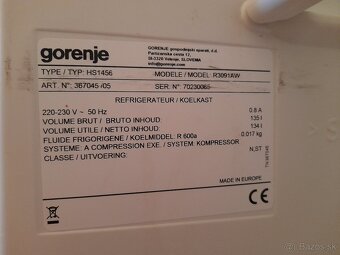 gorenje
GORENJE gospodinjski aparati, d.d.
Partizanska cesta 12,
SI-3320 Velenje, SLOVENIA
info@gorenje.com
TYPE / TYP: HS1456
MODELE / MODEL: R3091AW
ART. N°: 367045 /05
SER. N°: 70230065
REFRIGERATEUR / KOELKAST
220-230 V ~ 50 Hz 0.8 A
VOLUME BRUT / BRUTO INHOUD: 135 l
VOLUME UTILE / NETTO INHOUD: 134 l
FLUIDE FRIGORIGENE / KOELMIDDEL: R 600a 0.017 kg
SYSTEME: A COMPRESSION EXE. / SYSTEM: KOMPRESSOR
CLASSE / UITVOERING: N,ST
MADE IN EUROPE
CE
© Bazos.sk